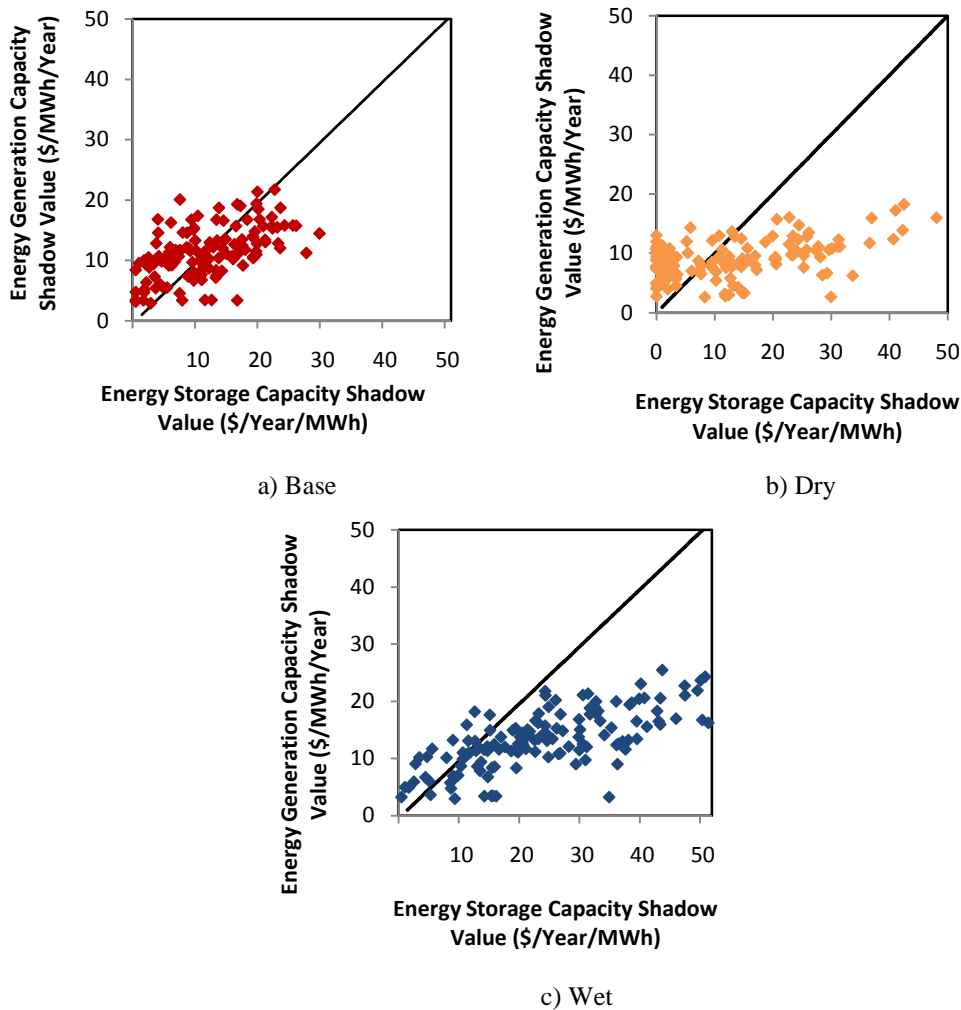 Energy Generation Capacity
Shadow Value ($/MWh/Year)
50
40
30
20
10
0
10 20 30 40 50
Energy Storage Capacity Shadow
Value ($/Year/MWh)
a) Base
Energy Generation Capacity Shadow
Value ($/MWh/Year)
50
40
30
20
10
0
0 10 20 30 40 50
Energy Storage Capacity Shadow
Value ($/Year/MWh)
b) Dry
Energy Generation Capacity Shadow
Value ($/MWh/Year)
50
40
30
20
10
0
10 20 30 40 50
Energy Storage Capacity Shadow
Value ($/Year/MWh)
c) Wet